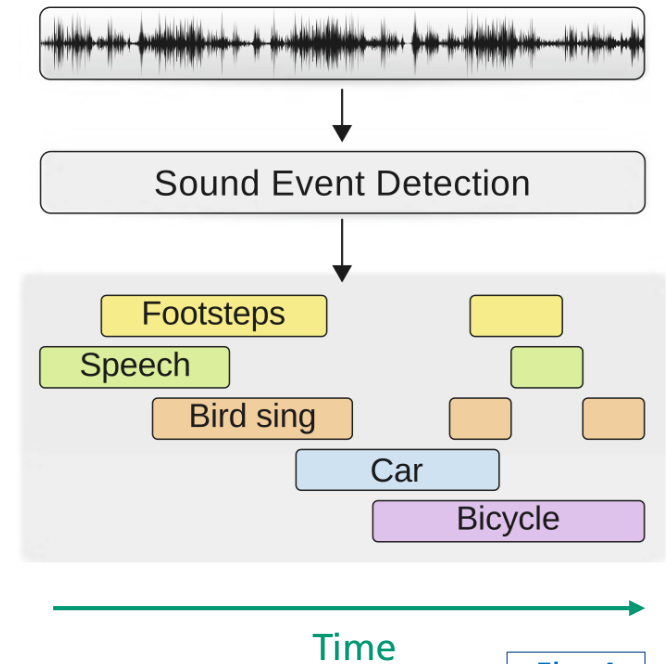 Sound Event Detection
Footsteps
Speech
Bird sing
Car
Bicycle
Time